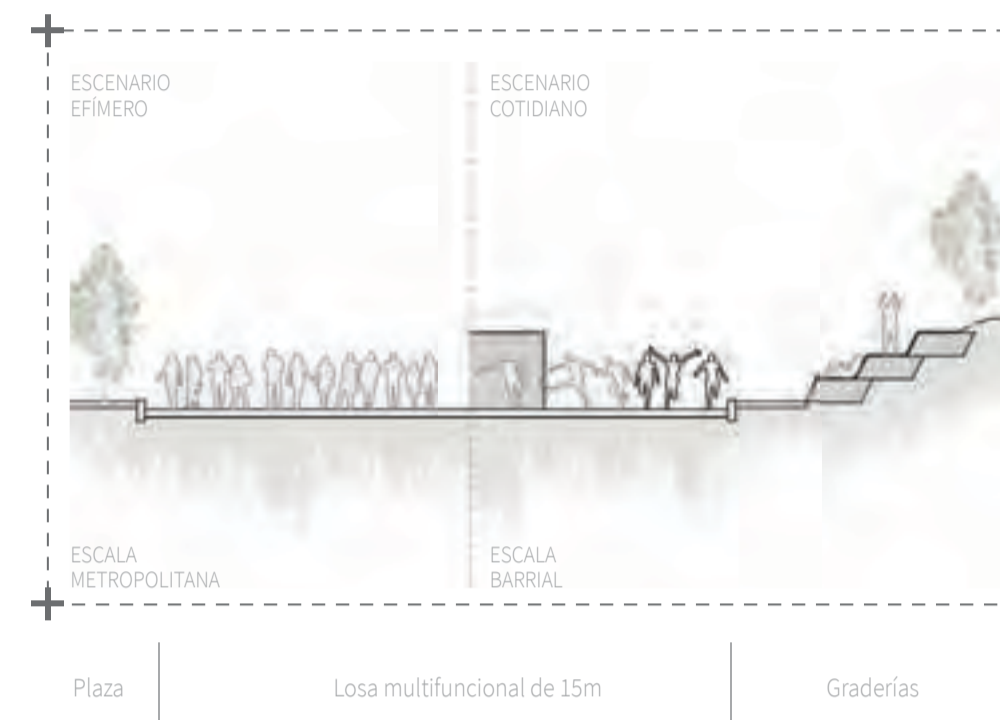 ESCENARIO
EFÍMERO
ESCENARIO
COTIDIANO
ESCALA
METROPOLITANA
ESCALA
BARRIAL
Plaza
Losa multifuncional de 15m
Graderías